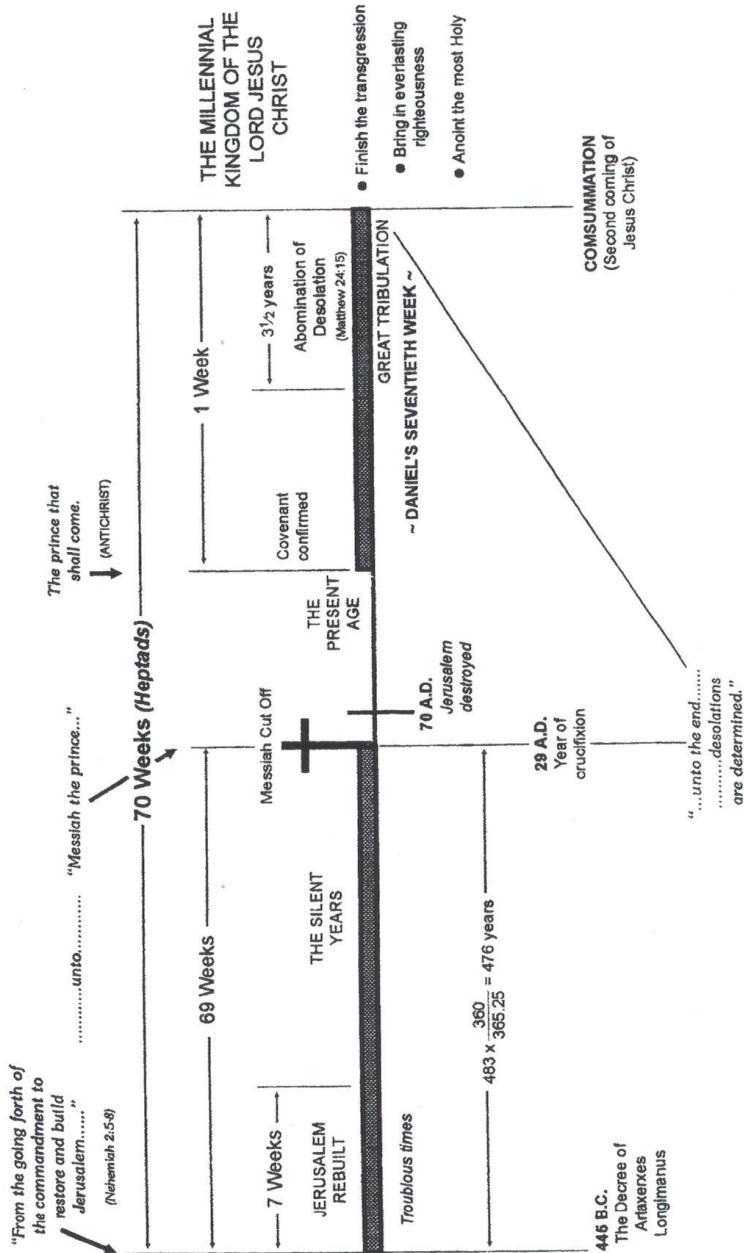 "From the going forth of
the commandment to
restore and build
Jerusalem......"
(Nehemiah 2:5-8)
.............unto.............
"Messiah the prince..."
The prince that
shall come.
(ANTICHRIST)
70 Weeks (Heptads)
69 Weeks
1 Week
7 Weeks
3½ years
THE MILLENNIAL
KINGDOM OF THE
LORD JESUS
CHRIST
JERUSALEM
REBUILT
THE SILENT
YEARS
Messiah Cut Off
THE
PRESENT
AGE
Covenant
confirmed
Abomination of
Desolation
(Matthew 24:15)
● Finish the transgression
● Bring in everlasting
righteousness
● Anoint the most Holy
Troublous times
70 A.D.
Jerusalem
destroyed
GREAT TRIBULATION
~ DANIEL'S SEVENTIETH WEEK ~
483 x 360/365.25 = 476 years
445 B.C.
The Decree of
Artaxerxes
Longimanus
29 A.D.
Year of
crucifixion
COMSUMMATION
(Second coming of
Jesus Christ)
"...unto the end........
............desolations
are determined."